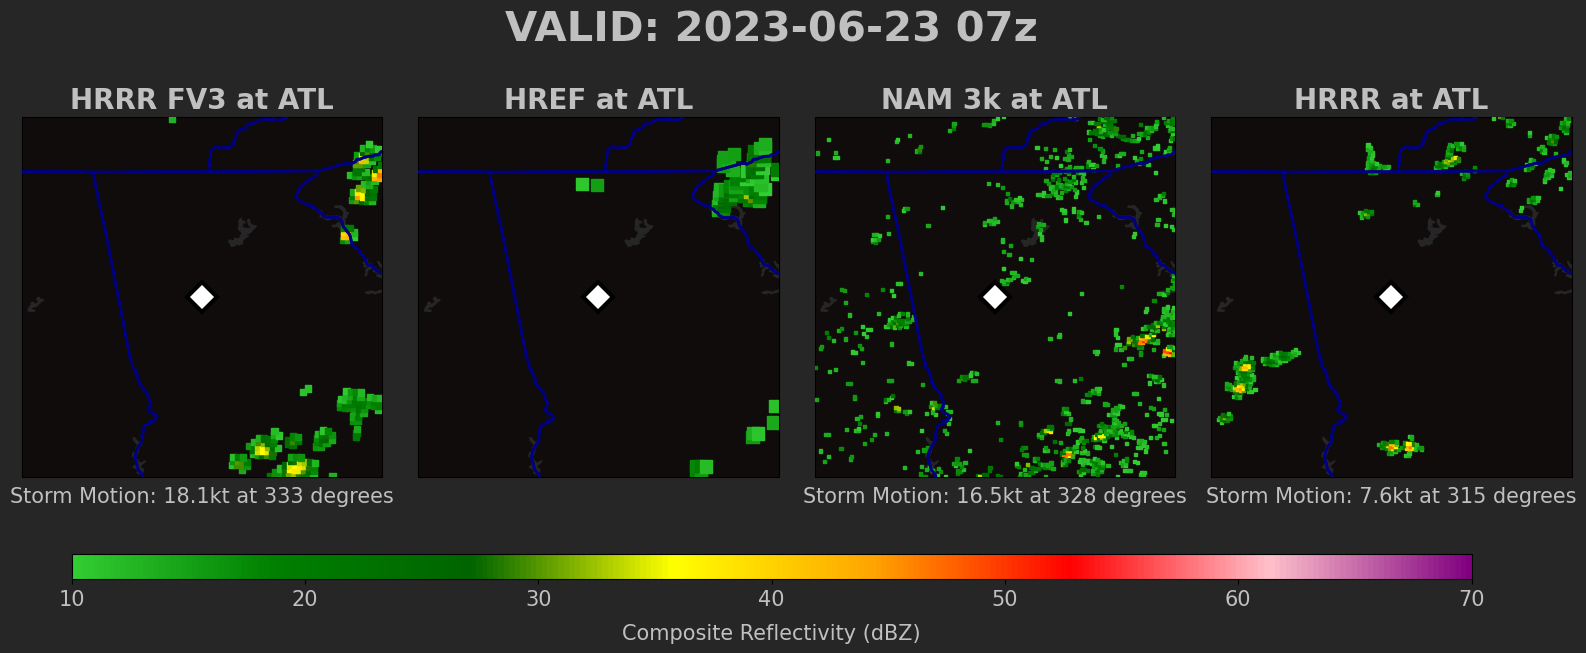 VALID: 2023-06-23 07z
HRRR FV3 at ATL
HREF at ATL
NAM 3k at ATL
HRRR at ATL
Storm Motion: 18.1kt at 333 degrees
Storm Motion: 16.5kt at 328 degrees
Storm Motion: 7.6kt at 315 degrees
10 20 30 40 50 60 70
Composite Reflectivity (dBZ)